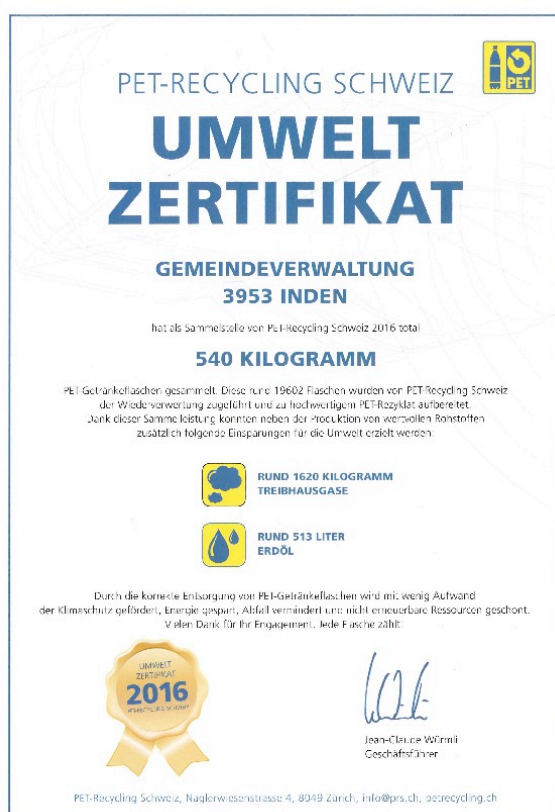 PET
PET-RECYCLING SCHWEIZ
UMWELT
ZERTIFIKAT
GEMEINDEVERWALTUNG
3953 INDEN
hat als Sammelstelle von PET-Recycling Schweiz 2016 total
540 KILOGRAMM
PET-Getränkeflaschen gesammelt. Diese rund 19602 Flaschen wurden von PET-Recycling Schweiz
der Wiederverwertung zugeführt und zu hochwertigem PET-Rezyklat aufbereitet.
Dank dieser Sammelleistung konnten neben der Produktion von wertvollen Rohstoffen
zusätzlich folgende Einsparungen für die Umwelt erzielt werden:
RUND 1620 KILOGRAMM
TREIBHAUSGASE
RUND 513 LITER
ERDÖL
Durch die korrekte Entsorgung von PET-Getränkeflaschen wird mit wenig Aufwand
der Klimaschutz gefördert, Energie gespart, Abfall vermindert und nicht erneuerbare Ressourcen geschont.
Vielen Dank für Ihr Engagement. Jede Flasche zählt!
UMWELT
ZERTIFIKAT
2016
PET-RECYCLING SCHWEIZ
Jean-Claude Würmli
Geschäftsführer
PET-Recycling Schweiz, Naglerwiesenstrasse 4, 8049 Zürich, info@prs.ch, petrecycling.ch